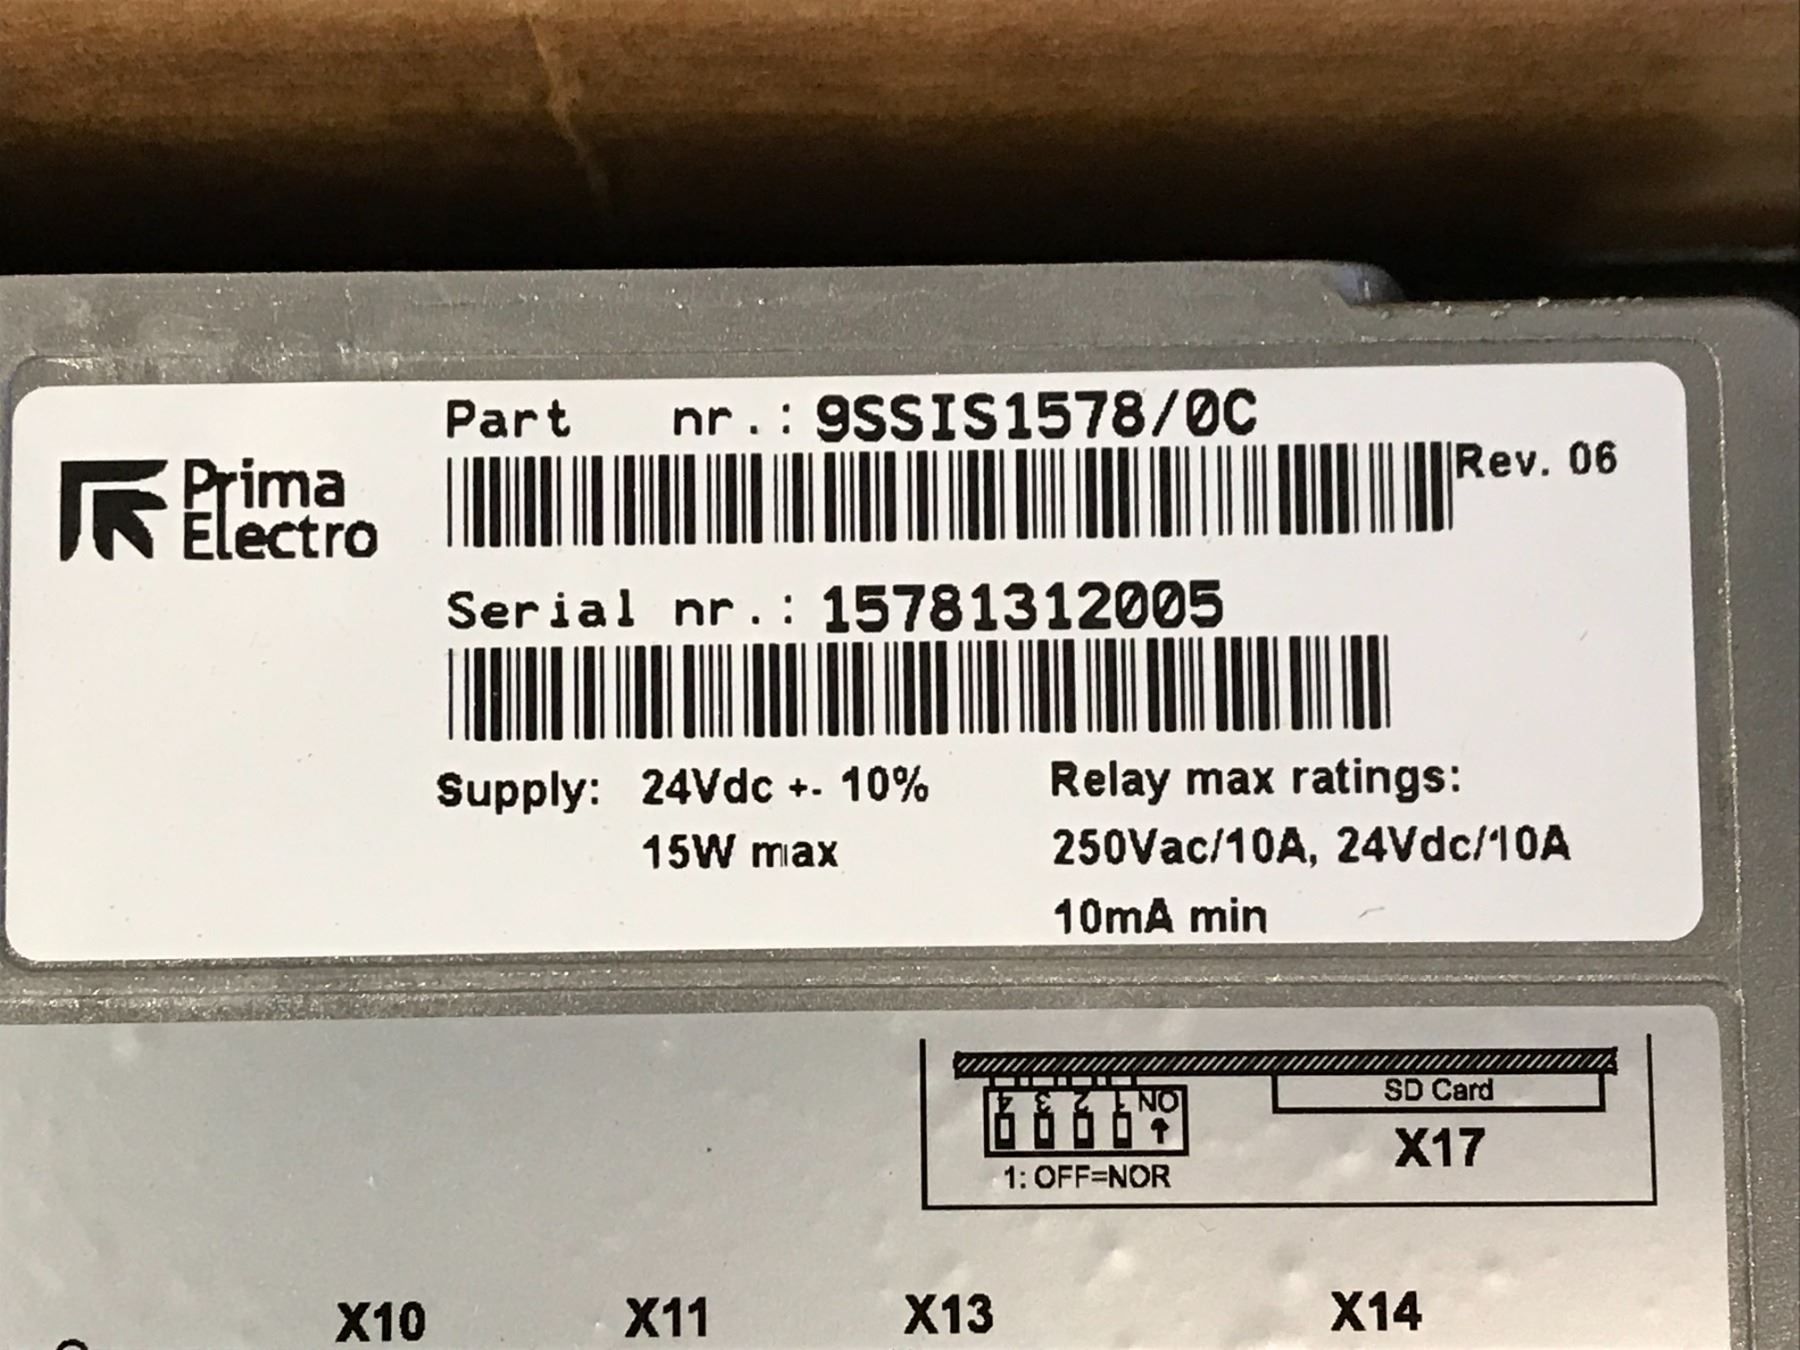 Part nr.: 9SSIS1578/0C
Rev. 06
Prima
Electro
Serial nr.: 15781312005
Supply: 24Vdc +- 10%
15W max
Relay max ratings:
250Vac/10A, 24Vdc/10A
10mA min
4 3 2 1 ON
1: OFF=NOR
SD Card
X17
X10 X11 X13 X14